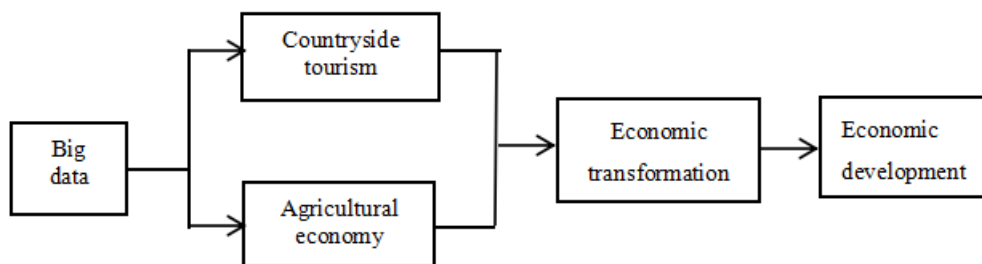 Big
data
Countryside
tourism
Agricultural
economy
Economic
transformation
Economic
development